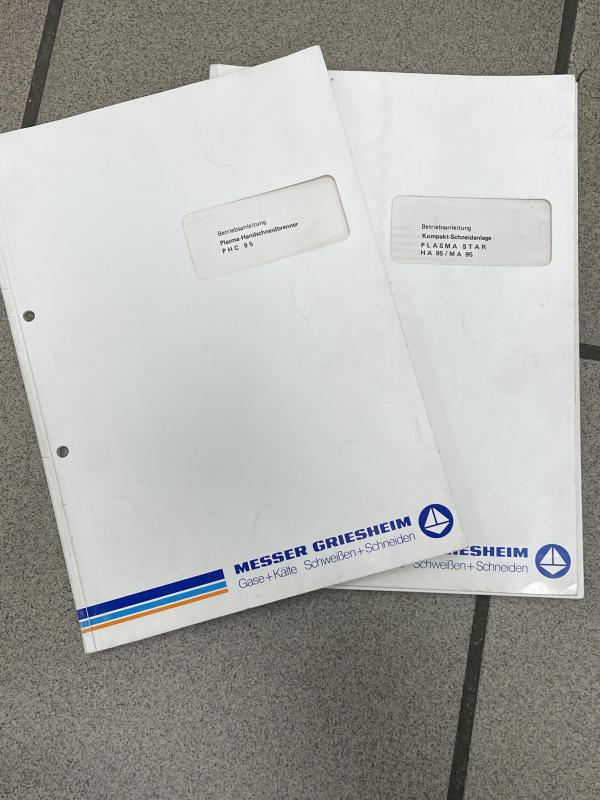 Betriebsanleitung
Plasma-Handschneidbrenner
PHC 95
MESSER GRIESHEIM
Gase+Kälte Schweißen+Schneiden
Betriebsanleitung
Kompakt-Schneidanlage
PLASMA STAR
HA 95/MA 95
GRIESHEIM
Schweißen+Schneiden